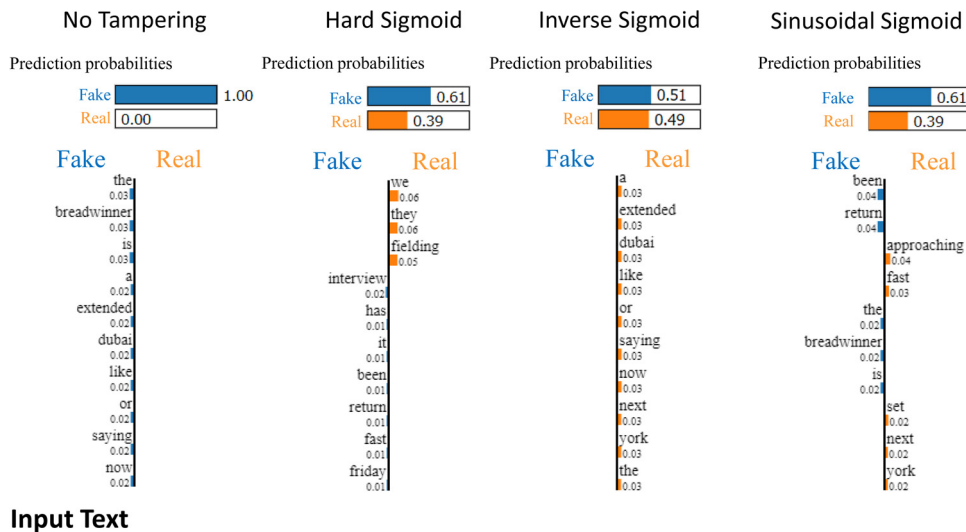 No Tampering
Prediction probabilities
Fake 1.00
Real 0.00
Fake Real
the
0.03
breadwinner
0.03
is
0.03
a
0.02
extended
0.02
dubai
0.02
like
0.02
or
0.02
saying
0.02
now
0.02
Hard Sigmoid
Prediction probabilities
Fake 0.61
Real 0.39
Fake Real
we
0.06
they
0.06
fielding
0.05
interview
0.02
has
0.01
it
0.01
been
0.01
return
0.01
fast
0.01
friday
0.01
Inverse Sigmoid
Prediction probabilities
Fake 0.51
Real 0.49
Fake Real
a
0.03
extended
0.03
dubai
0.03
like
0.03
or
0.03
saying
0.03
now
0.03
next
0.03
york
0.03
the
0.03
Sinusoidal Sigmoid
Prediction probabilities
Fake 0.61
Real 0.39
Fake Real
been
0.04
return
0.04
approaching
0.04
fast
0.03
the
0.02
breadwinner
0.02
is
0.02
set
0.02
next
0.02
york
0.02
Input Text